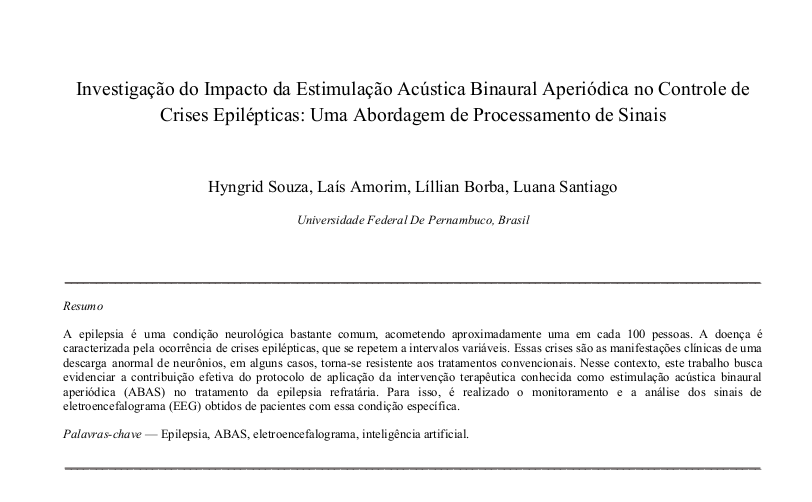 Investigação do Impacto da Estimulação Acústica Binaural Aperiódica no Controle de
Crises Epilépticas: Uma Abordagem de Processamento de Sinais
Hyngrid Souza, Laís Amorim, Líllian Borba, Luana Santiago
Universidade Federal De Pernambuco, Brasil
Resumo
A epilepsia é uma condição neurológica bastante comum, acometendo aproximadamente uma em cada 100 pessoas. A doença é
caracterizada pela ocorrência de crises epilépticas, que se repetem a intervalos variáveis. Essas crises são as manifestações clínicas de uma
descarga anormal de neurônios, em alguns casos, torna-se resistente aos tratamentos convencionais. Nesse contexto, este trabalho busca
evidenciar a contribuição efetiva do protocolo de aplicação da intervenção terapêutica conhecida como estimulação acústica binaural
aperiódica (ABAS) no tratamento da epilepsia refratária. Para isso, é realizado o monitoramento e a análise dos sinais de
eletroencefalograma (EEG) obtidos de pacientes com essa condição específica.
Palavras-chave — Epilepsia, ABAS, eletroencefalograma, inteligência artificial.